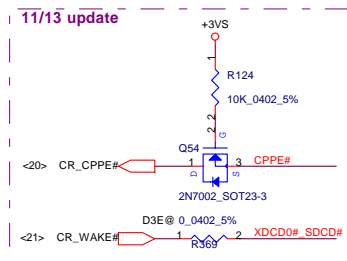 11/13 update
+3VS
1
R124
10K_0402_5%
2
2
G
Q54
<20> CR_CPPE# 1 3 CPPE#
D S
2N7002_SOT23-3
D3E@ 0_0402_5%
<21> CR_WAKE# 1 2 XDCD0#_SDCD#
R369